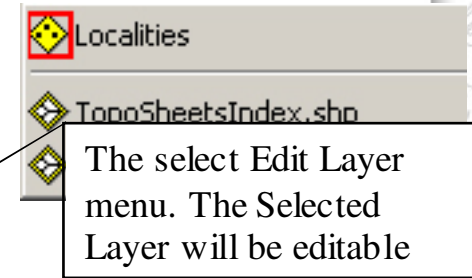 Localities
TopoSheetsIndex.shp
The select Edit Layer
menu. The Selected
Layer will be editable